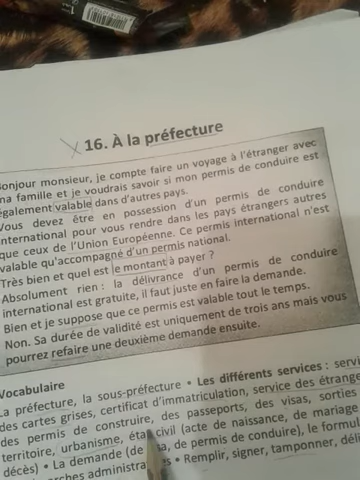 16. À la préfecture
Bonjour monsieur, je compte faire un voyage à l'étranger avec
ma famille et je voudrais savoir si mon permis de conduire est
également valable dans d'autres pays.
Vous devez être en possession d'un permis de conduire
international pour vous rendre dans les pays étrangers autres
que ceux de l'Union Européenne. Ce permis international n'est
valable qu'accompagné d'un permis national.
Très bien et quel est le montant à payer ?
Absolument rien : la délivrance d'un permis de conduire
international est gratuite, il faut juste en faire la demande.
Bien et je suppose que ce permis est valable tout le temps.
Non. Sa durée de validité est uniquement de trois ans mais vous
pourrez refaire une deuxième demande ensuite.
Vocabulaire
La préfecture, la sous-préfecture • Les différents services : servi
des cartes grises, certificat d'immatriculation, service des étrange
des permis de construire, des passeports, des visas, sorties
territoire, urbanisme, état civil (acte de naissance, de mariage
décès) • La demande (de visa, de permis de conduire), le formul
arches administra es • Remplir, signer, tamponner, déli